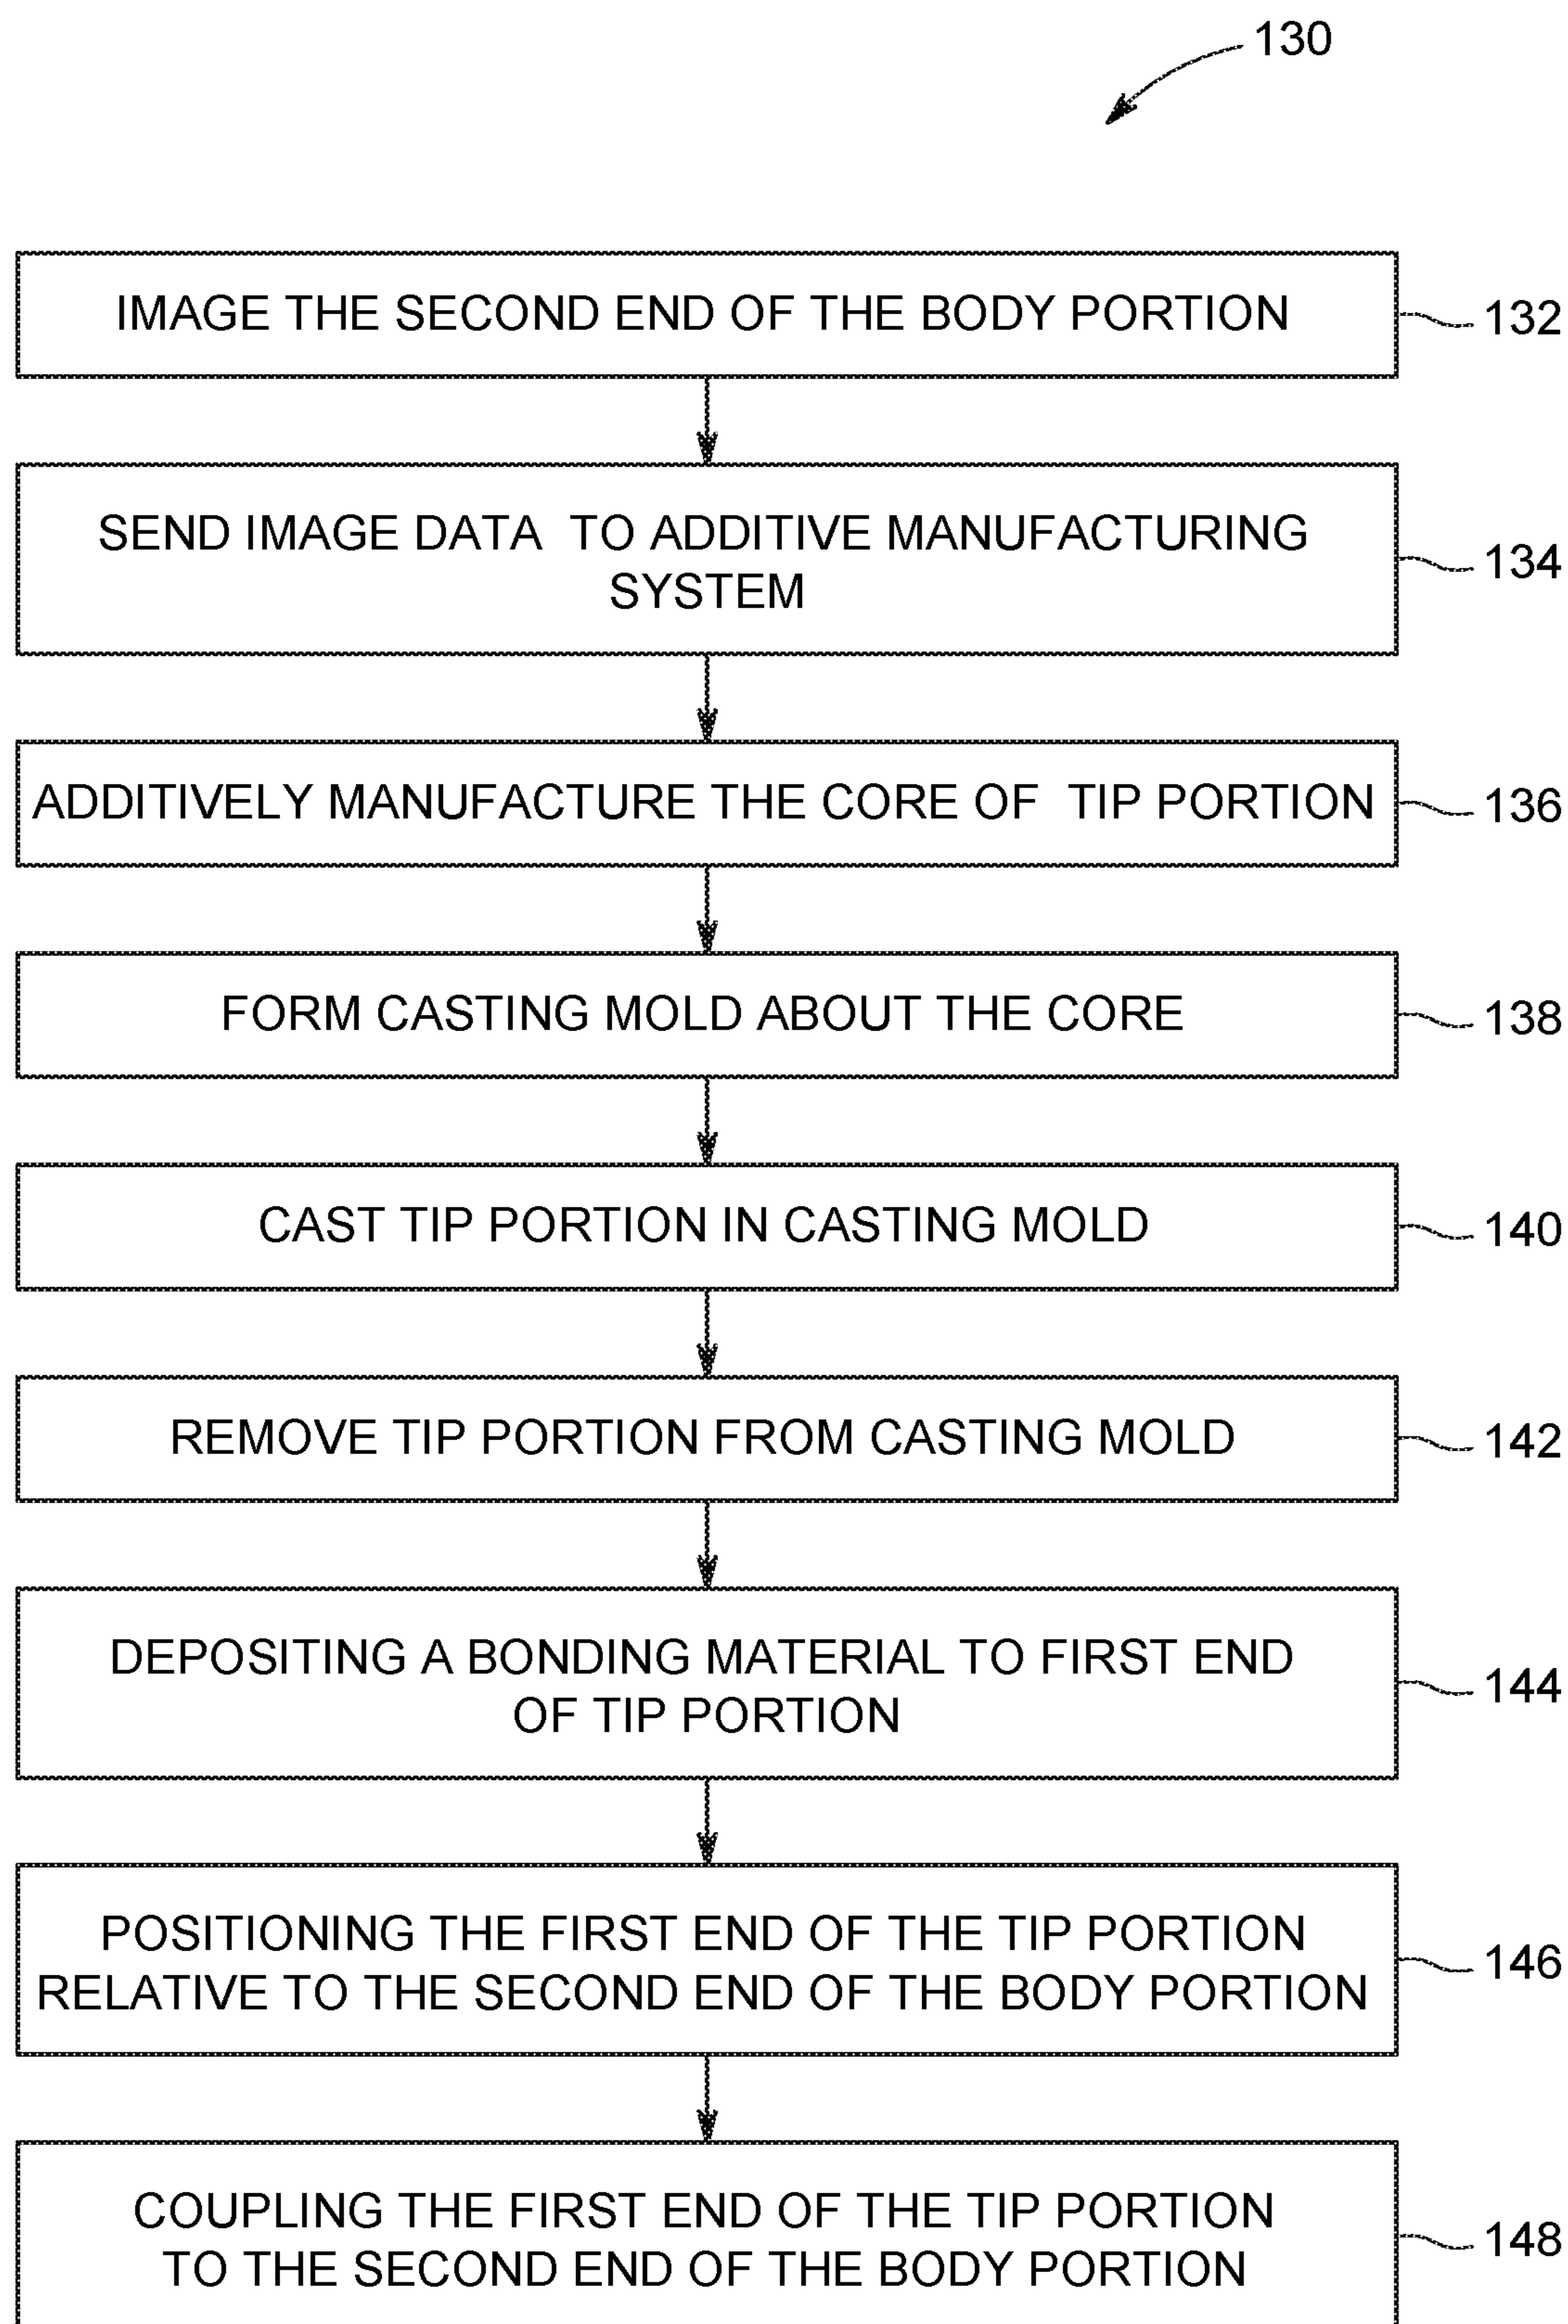 130
IMAGE THE SECOND END OF THE BODY PORTION
132
SEND IMAGE DATA TO ADDITIVE MANUFACTURING
SYSTEM
134
ADDITIVELY MANUFACTURE THE CORE OF TIP PORTION
136
FORM CASTING MOLD ABOUT THE CORE
138
CAST TIP PORTION IN CASTING MOLD
140
REMOVE TIP PORTION FROM CASTING MOLD
142
DEPOSITING A BONDING MATERIAL TO FIRST END
OF TIP PORTION
144
POSITIONING THE FIRST END OF THE TIP PORTION
RELATIVE TO THE SECOND END OF THE BODY PORTION
146
COUPLING THE FIRST END OF THE TIP PORTION
TO THE SECOND END OF THE BODY PORTION
148